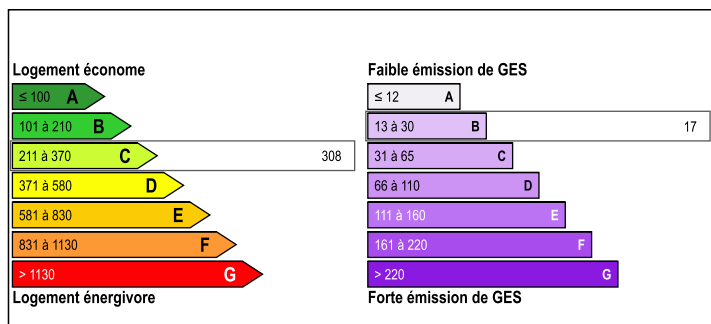 Logement économe
≤ 100 A
101 à 210 B
211 à 370 C 308
371 à 580 D
581 à 830 E
831 à 1130 F
> 1130 G
Logement énergivore
Faible émission de GES
≤ 12 A
13 à 30 B 17
31 à 65 C
66 à 110 D
111 à 160 E
161 à 220 F
> 220 G
Forte émission de GES